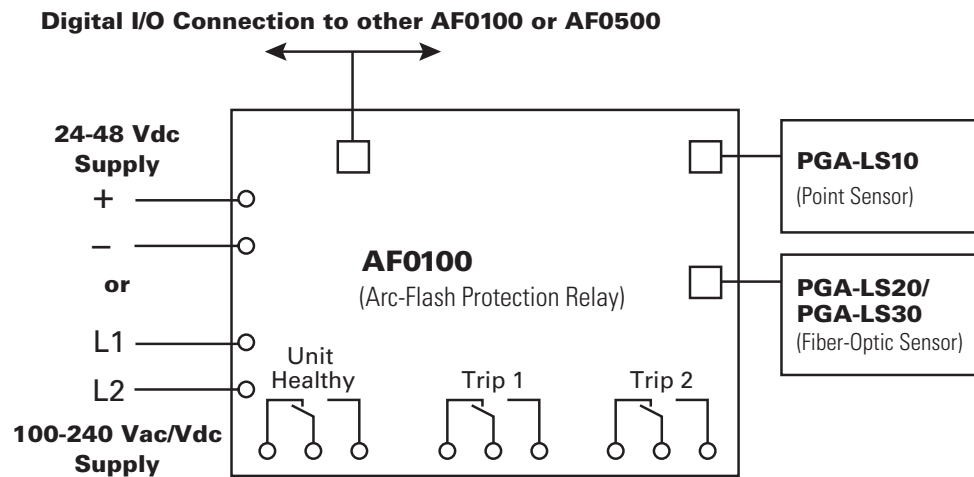 Digital I/O Connection to other AF0100 or AF0500
24-48 Vdc
Supply
+
–
or
L1
L2
100-240 Vac/Vdc
Supply
AF0100
(Arc-Flash Protection Relay)
Unit
Healthy
Trip 1
Trip 2
PGA-LS10
(Point Sensor)
PGA-LS20/
PGA-LS30
(Fiber-Optic Sensor)